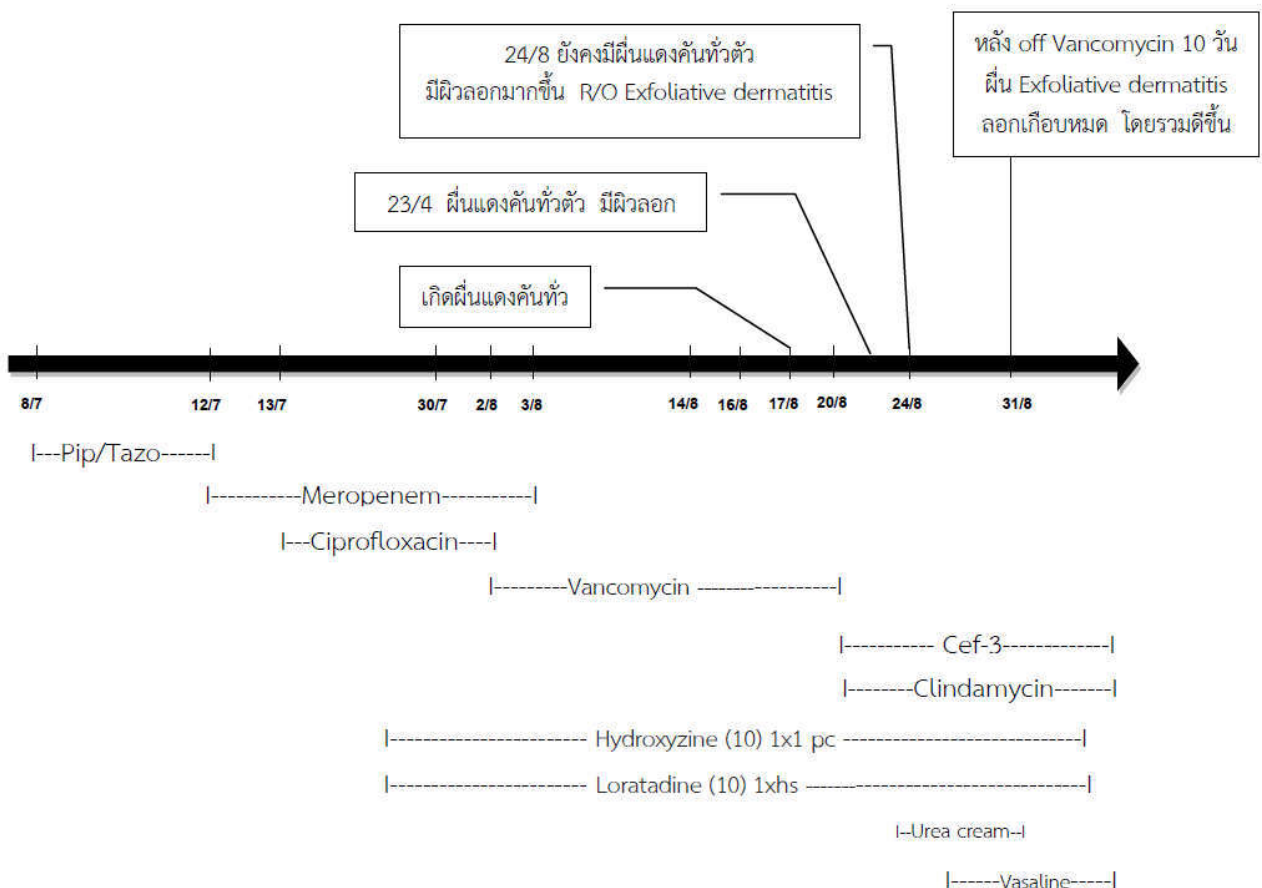 24/8 ยังคงมีผื่นแดงคันทั่วตัว
มีผิวลอกมากขึ้น R/O Exfoliative dermatitis
หลัง off Vancomycin 10 วัน
ผื่น Exfoliative dermatitis
ลอกเกือบหมด โดยรวมดีขึ้น
23/4 ผื่นแดงคันทั่วตัว มีผิวลอก
เกิดผื่นแดงคันทั่ว
8/7 12/7 13/7 30/7 2/8 3/8 14/8 16/8 17/8 20/8 24/8 31/8
|---Pip/Tazo------|
|-----------Meropenem-----------|
|---Ciprofloxacin----|
|---------Vancomycin -----------------|
|----------- Cef-3-------------|
|--------Clindamycin-------|
|------------------------ Hydroxyzine (10) 1x1 pc -----------------------------|
|------------------------ Loratadine (10) 1xhs ----------------------------------|
|--Urea cream--|
|------Vasaline-----|